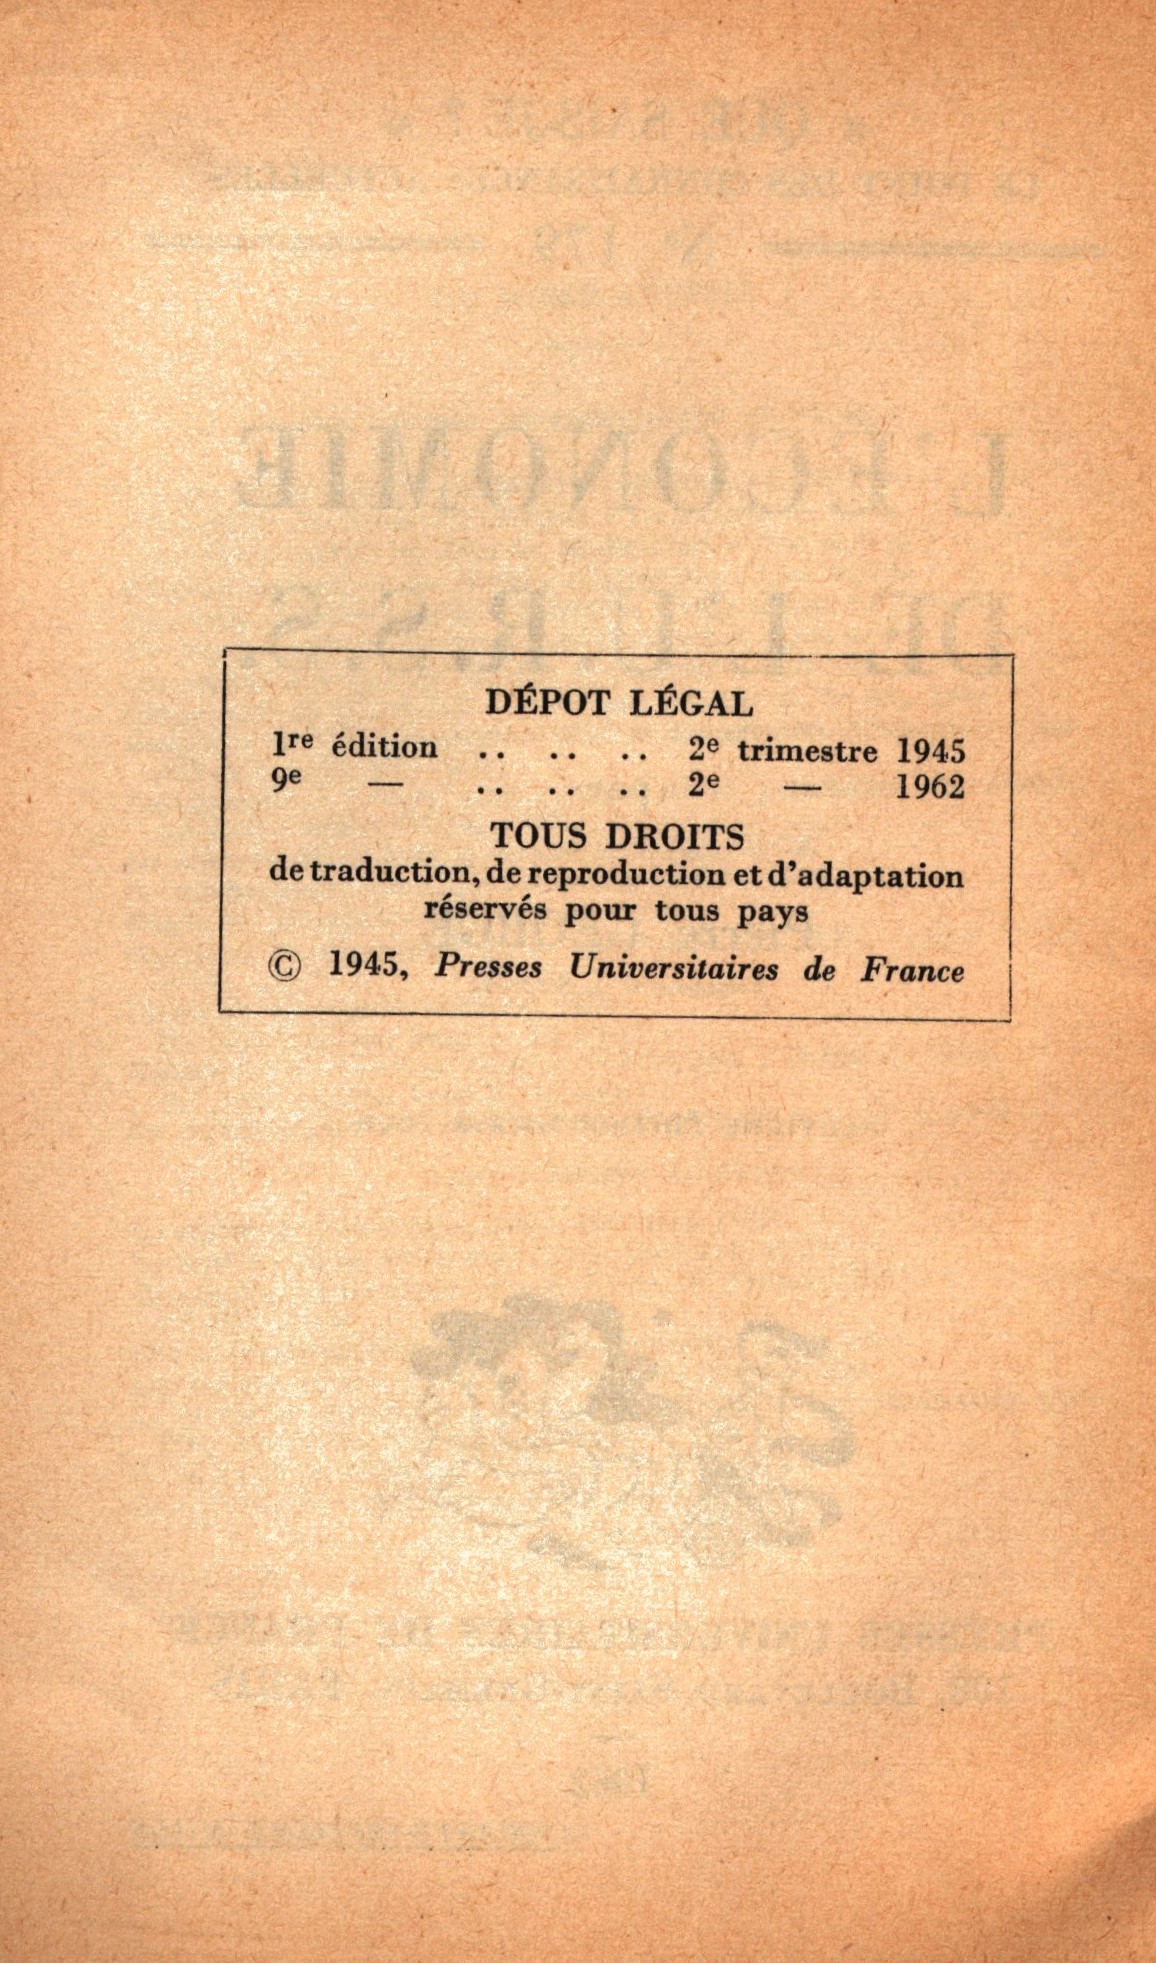 DÉPOT LÉGAL
1re édition .. .. .. 2e trimestre 1945
9e — .. .. .. 2e — 1962
TOUS DROITS
de traduction, de reproduction et d'adaptation
réservés pour tous pays
© 1945, Presses Universitaires de France